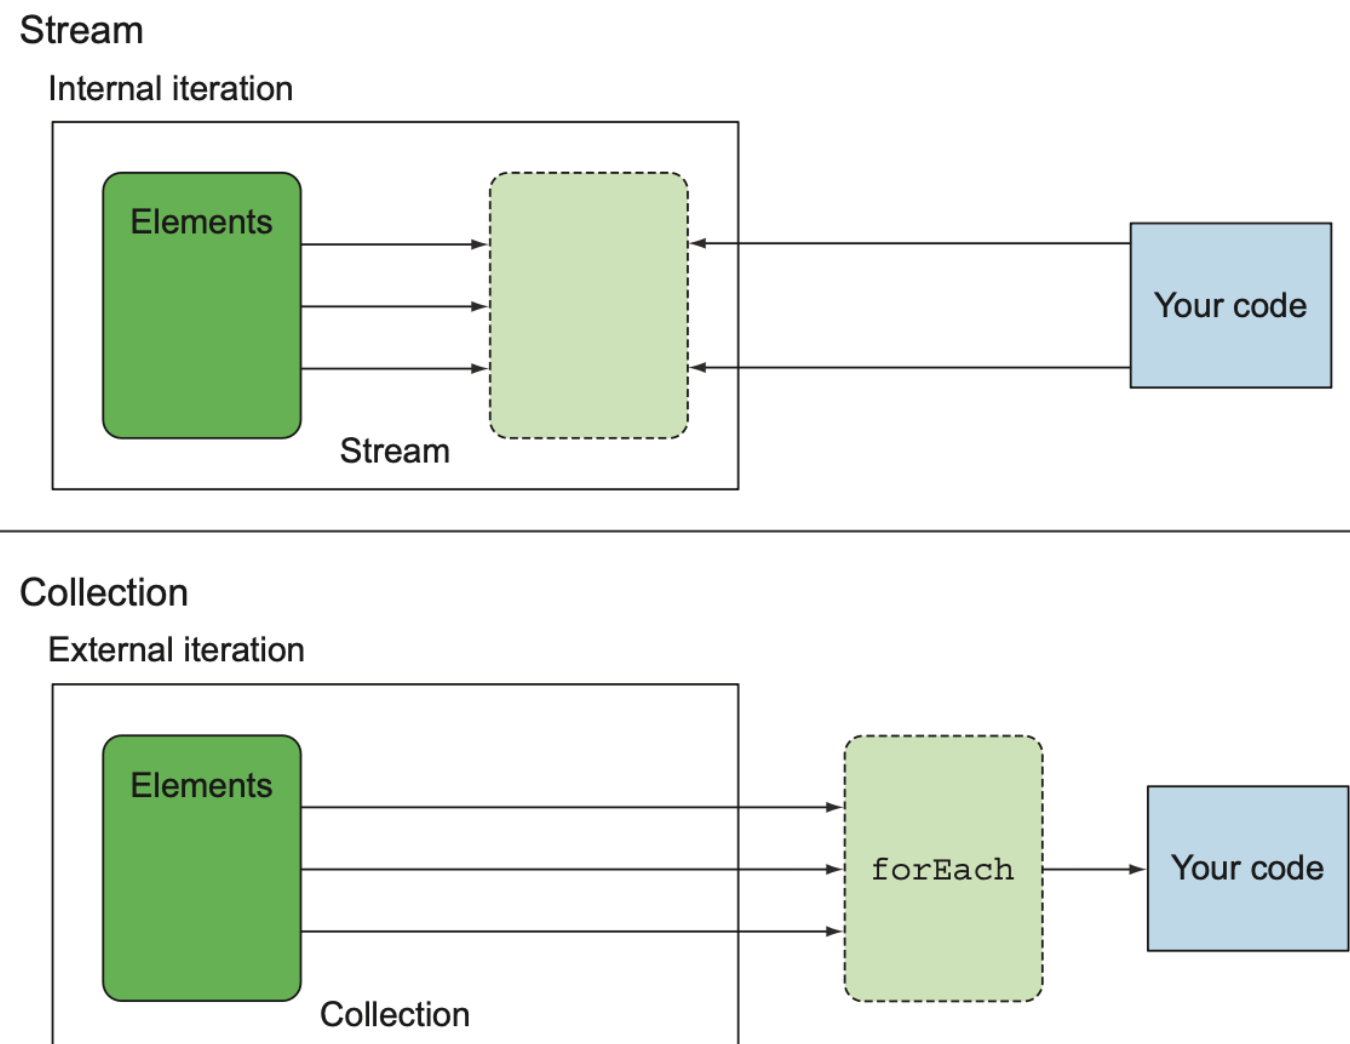 Stream
Internal iteration
Elements
Your code
Stream
Collection
External iteration
Elements
forEach
Your code
Collection